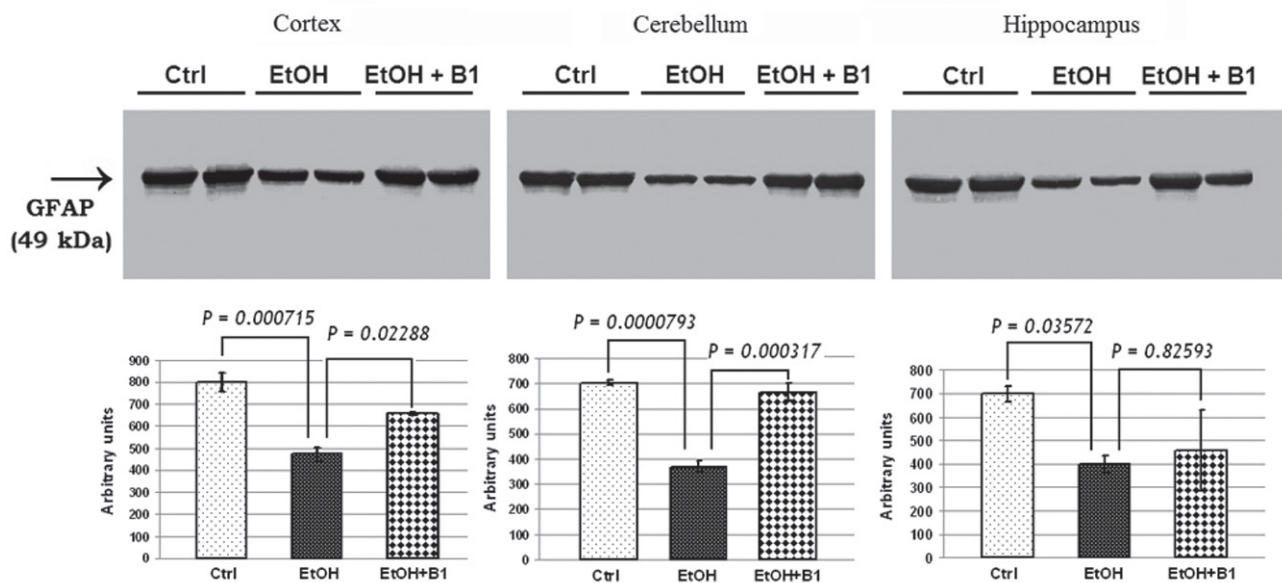 Cortex Cerebellum Hippocampus
Ctrl EtOH EtOH + B1 Ctrl EtOH EtOH + B1 Ctrl EtOH EtOH + B1
GFAP
(49 kDa)
P = 0.000715
P = 0.02288
900
800
700
600
500
400
300
200
100
0
Arbitrary units
Ctrl EtOH EtOH+B1
P = 0.0000793
P = 0.000317
800
700
600
500
400
300
200
100
0
Arbitrary units
Ctrl EtOH EtOH+B1
P = 0.03572
P = 0.82593
800
700
600
500
400
300
200
100
0
Arbitrary units
Ctrl EtOH EtOH+B1